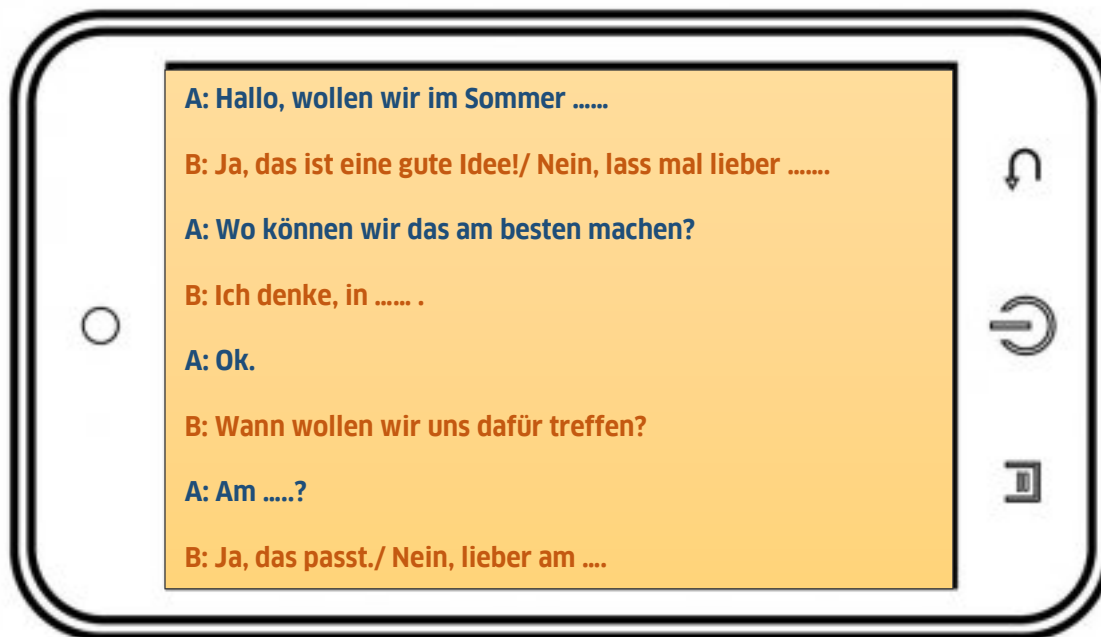 A: Hallo, wollen wir im Sommer ......
B: Ja, das ist eine gute Idee!/ Nein, lass mal lieber .......
A: Wo können wir das am besten machen?
B: Ich denke, in ...... .
A: Ok.
B: Wann wollen wir uns dafür treffen?
A: Am .....?
B: Ja, das passt./ Nein, lieber am ....